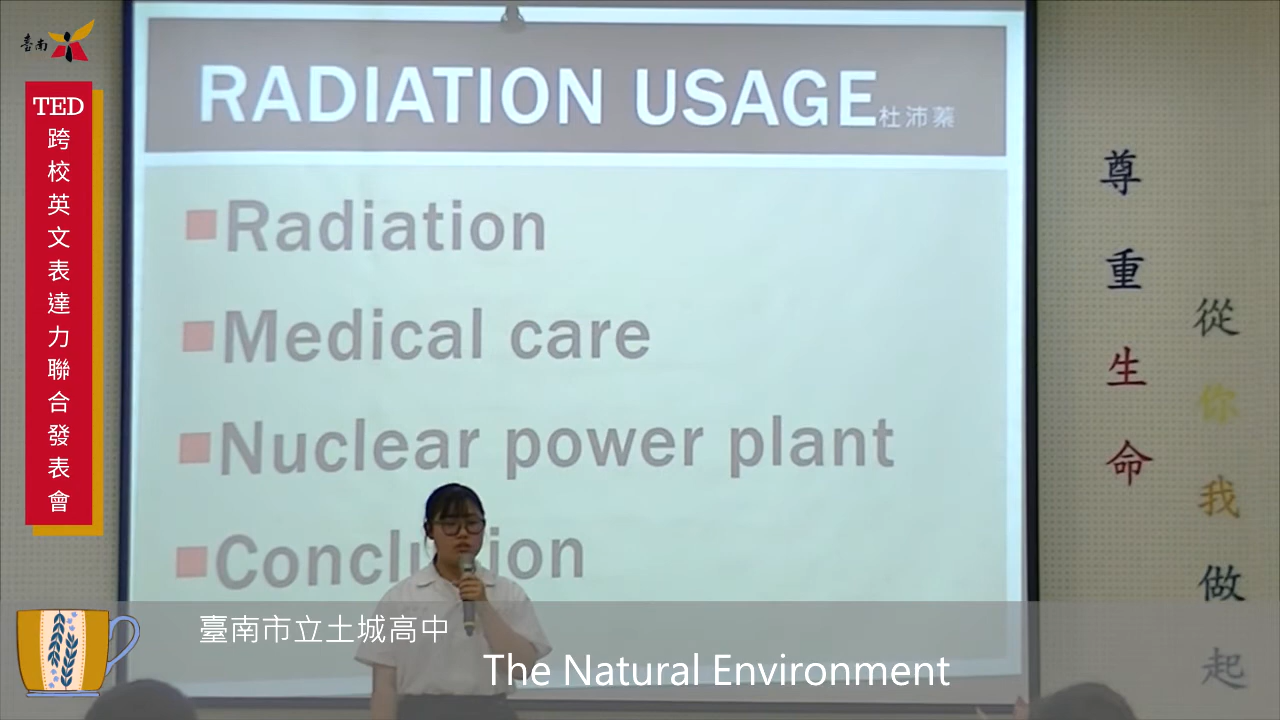 臺南
TED
跨校英文表達力聯合發表會
RADIATION USAGE
杜沛蓁
Radiation
Medical care
Nuclear power plant
Conclusion
尊重生命
從你我做起
臺南市立土城高中
The Natural Environment